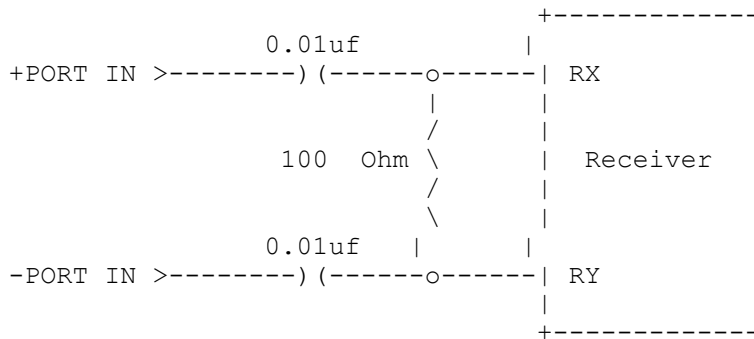 0.01uf
+PORT IN >--------)(------o------| RX
100 Ohm
Receiver
0.01uf
-PORT IN >--------)(------o------| RY